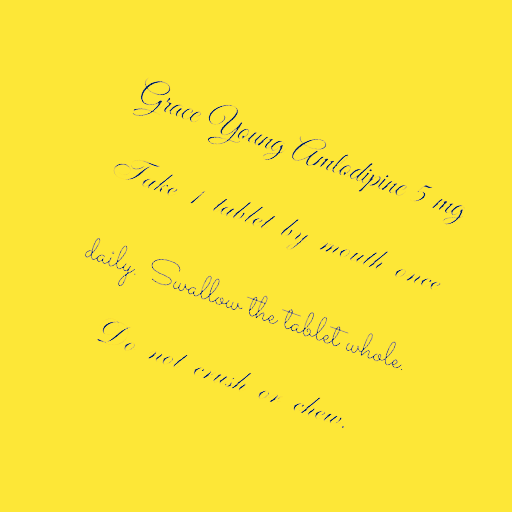 Grace Young Amlodipine 5 mg
Take 1 tablet by mouth once
daily. Swallow the tablet whole.
Do not crush or chew.